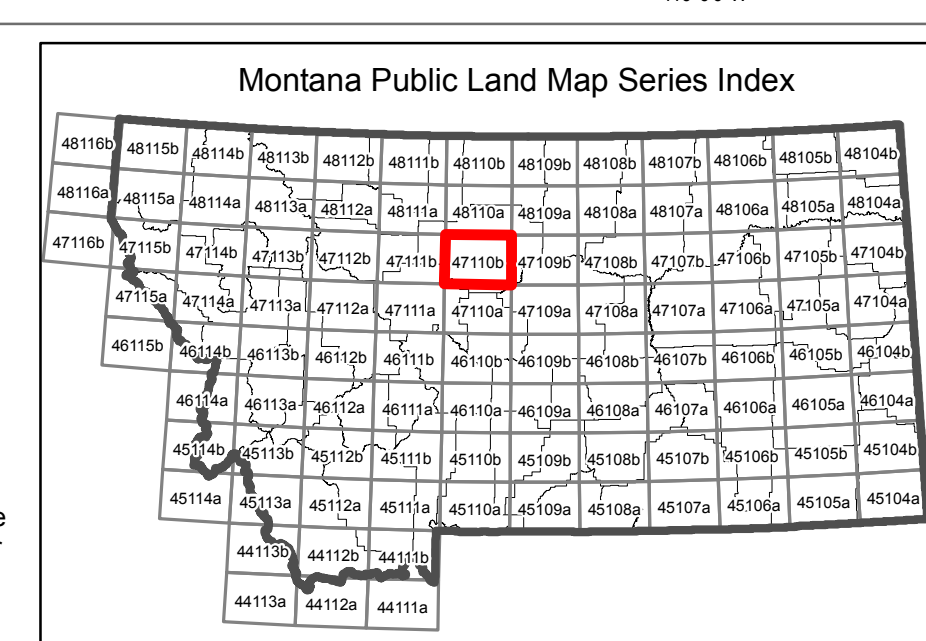 Montana Public Land Map Series Index
48116b 48115b 48114b 48113b 48112b 48111b 48110b 48109b 48108b 48107b 48106b 48105b 48104b
48116a 48115a 48114a 48113a 48112a 48111a 48110a 48109a 48108a 48107a 48106a 48105a 48104a
47116b 47115b 47114b 47113b 47112b 47111b 47110b 47109b 47108b 47107b 47106b 47105b 47104b
47115a 47114a 47113a 47112a 47111a 47110a 47109a 47108a 47107a 47106a 47105a 47104a
46115b 46114b 46113b 46112b 46111b 46110b 46109b 46108b 46107b 46106b 46105b 46104b
46114a 46113a 46112a 46111a 46110a 46109a 46108a 46107a 46106a 46105a 46104a
45114b 45113b 45112b 45111b 45110b 45109b 45108b 45107b 45106b 45105b 45104b
45114a 45113a 45112a 45111a 45110a 45109a 45108a 45107a 45106a 45105a 45104a
e
44113b 44112b 44111b
44113a 44112a 44111a